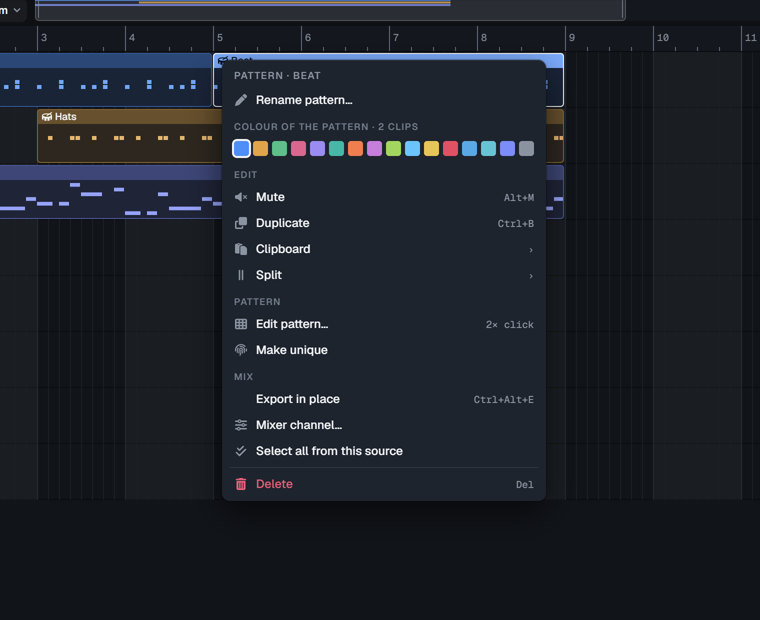 m
3 4 5 6 7 8 9 10 11
Hats
PATTERN · BEAT
Rename pattern…
COLOUR OF THE PATTERN · 2 CLIPS
EDIT
Mute Alt+M
Duplicate Ctrl+B
Clipboard ›
Split ›
PATTERN
Edit pattern… 2× click
Make unique
MIX
Export in place Ctrl+Alt+E
Mixer channel…
Select all from this source
Delete Del